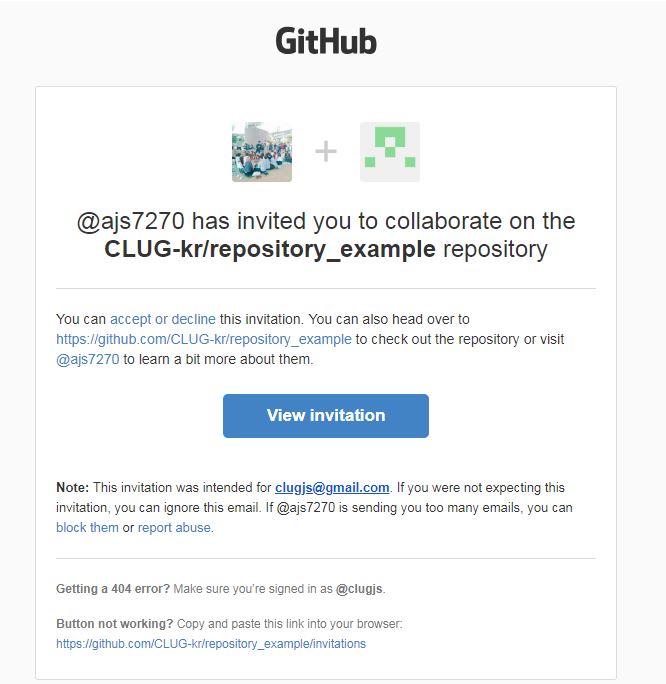 GitHub
+
@ajs7270 has invited you to collaborate on the
CLUG-kr/repository_example repository
You can accept or decline this invitation. You can also head over to
https://github.com/CLUG-kr/repository_example to check out the repository or visit
@ajs7270 to learn a bit more about them.
View invitation
Note: This invitation was intended for clugjs@gmail.com. If you were not expecting this
invitation, you can ignore this email. If @ajs7270 is sending you too many emails, you can
block them or report abuse.
Getting a 404 error? Make sure you’re signed in as @clugjs.
Button not working? Copy and paste this link into your browser:
https://github.com/CLUG-kr/repository_example/invitations